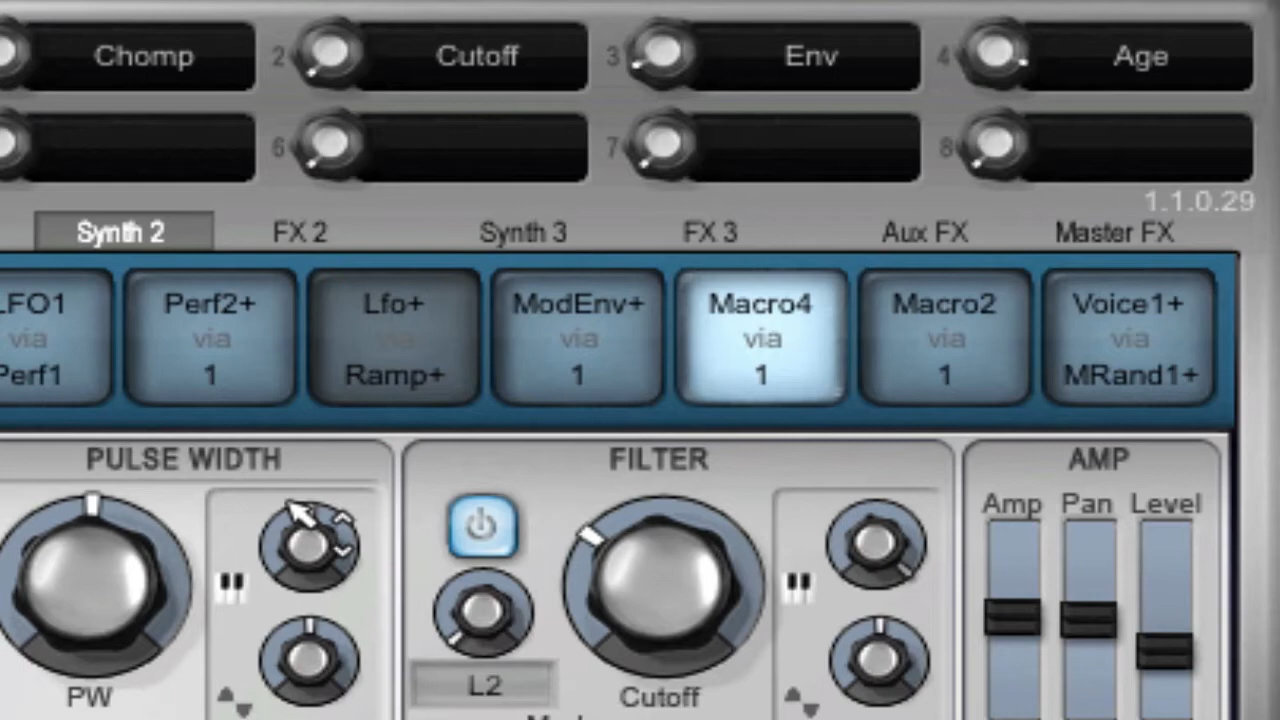 Chomp 2 Cutoff 3 Env 4 Age
6 7 8
1.1.0.29
Synth 2 FX 2 Synth 3 FX 3 Aux FX Master FX
LFO1 Perf2+ Lfo+ ModEnv+ Macro4 Macro2 Voice1+
via via via via via via via
Perf1 1 Ramp+ 1 1 1 MRand1+
PULSE WIDTH FILTER AMP
Amp Pan Level
L2
PW Cutoff